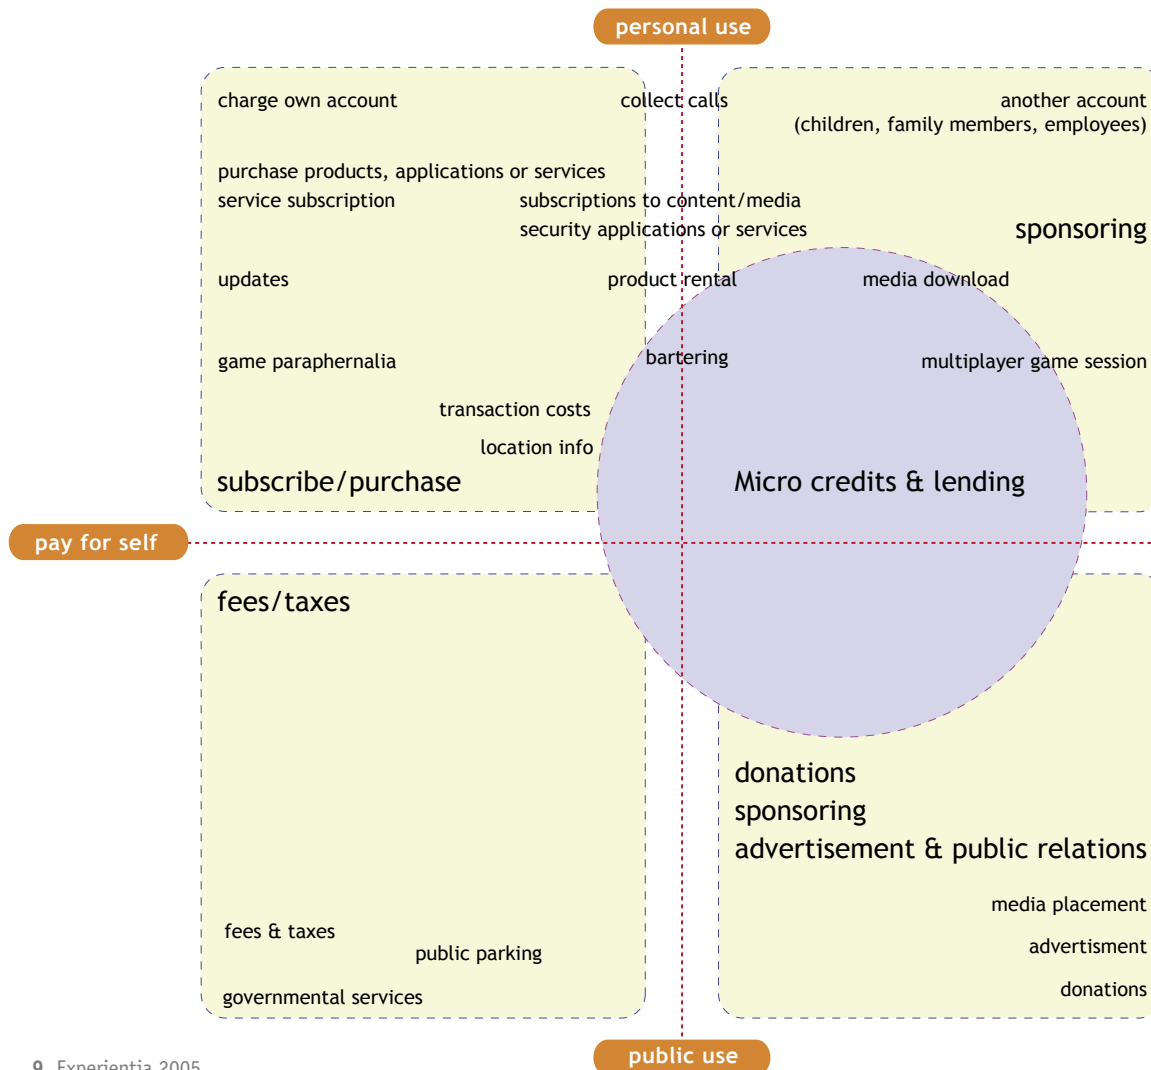 personal use
charge own account
collect calls
another account
(children, family members, employees)
purchase products, applications or services
service subscription
subscriptions to content/media
security applications or services
sponsoring
updates
product rental
media download
game paraphernalia
bartering
multiplayer game session
transaction costs
location info
subscribe/purchase
Micro credits & lending
pay for self
fees/taxes
donations
sponsoring
advertisement & public relations
media placement
fees & taxes
public parking
advertisment
governmental services
donations
public use
9 Experientia 2005